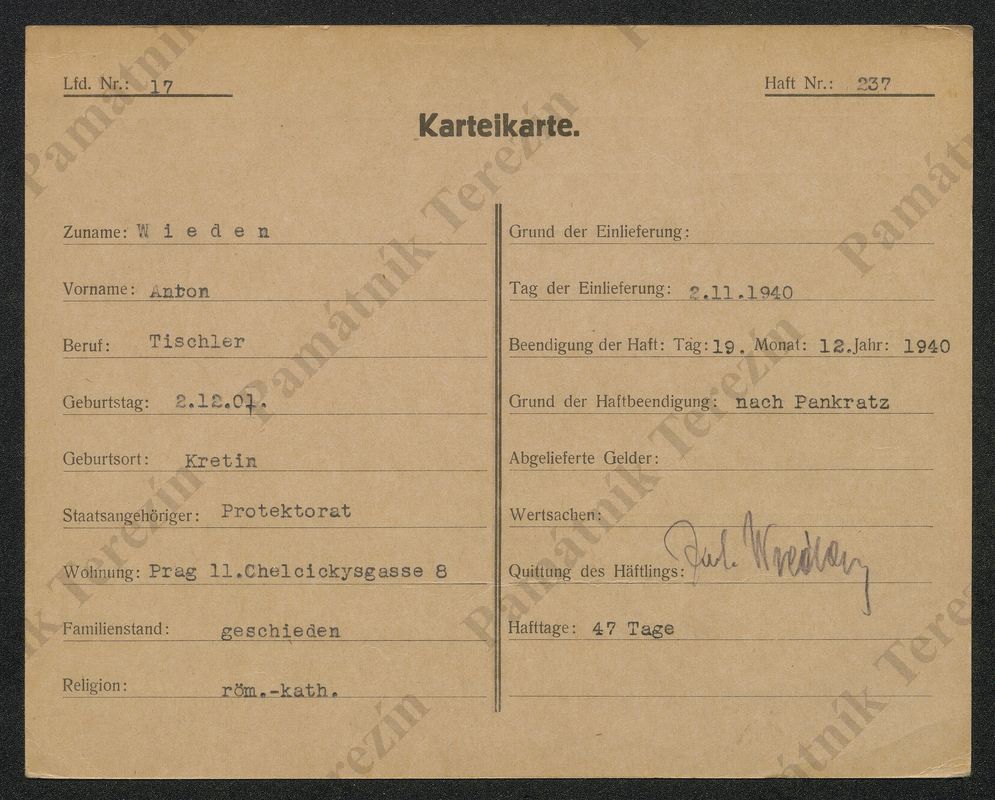 Lfd. Nr.: 17
Haft Nr.: 237
Karteikarte.
Zuname: Wieden
Vorname: Anton
Beruf: Tischler
Geburtstag: 2.12.01.
Geburtsort: Kretin
Staatsangehöriger: Protektorat
Wohnung: Prag 11.Chelcickysgasse 8
Familienstand: geschieden
Religion: röm.-kath.
Grund der Einlieferung:
Tag der Einlieferung: 2.11.1940
Beendigung der Haft: Tag: 19. Monat: 12. Jahr: 1940
Grund der Haftbeendigung: nach Pankratz
Abgelieferte Gelder:
Wertsachen:
Quittung des Häftlings:
Hafttage: 47 Tage
Památník Terezín